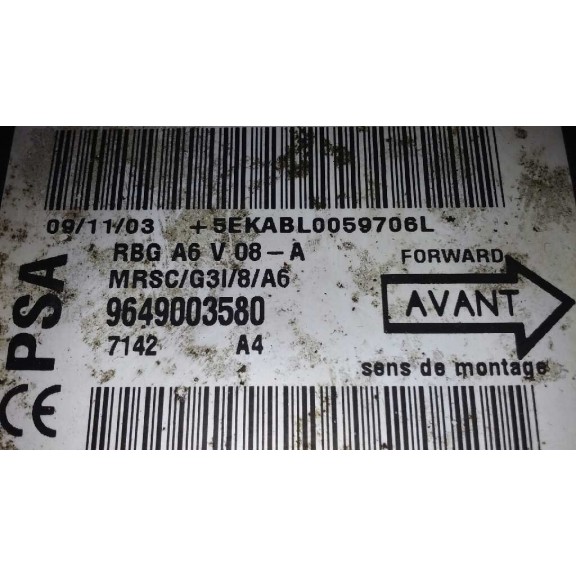 09/11/03 +5EKABL0059706L*
RBG A6 V 08-A
MRSC/G3I/8/A6
9649003580
7142 A4
FORWARD
AVANT
sens de montage
CE PSA